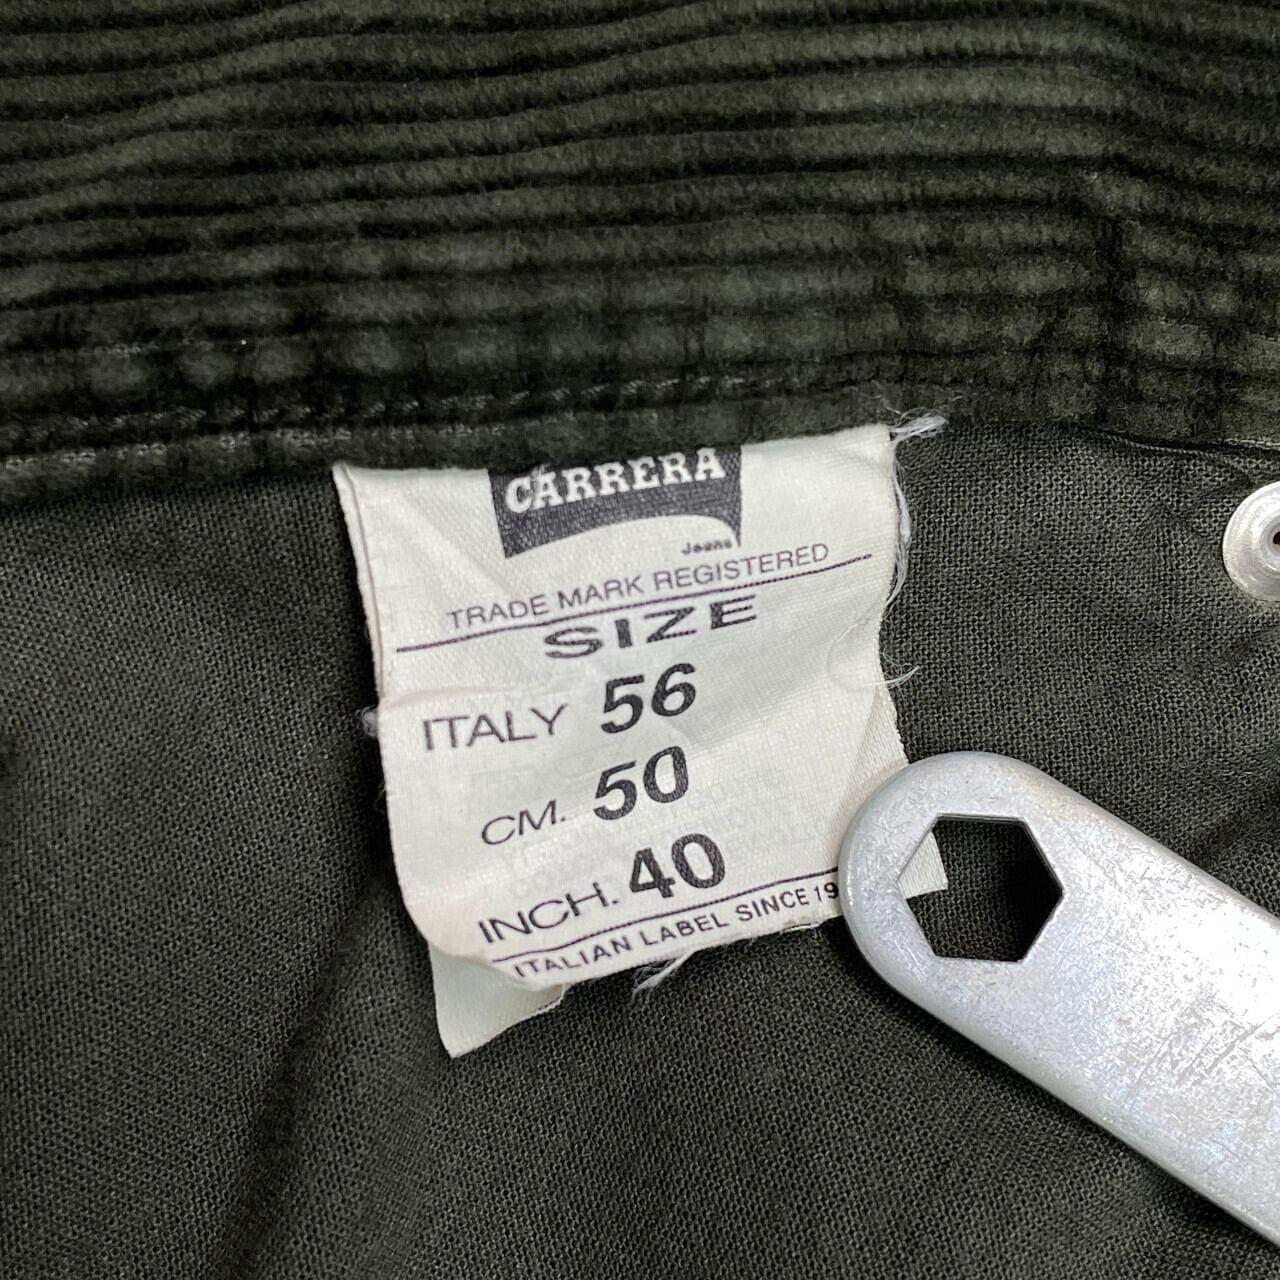 CARRERA
Jeans
TRADE MARK REGISTERED
SIZE
ITALY 56
CM. 50
INCH. 40
ITALIAN LABEL SINCE 19